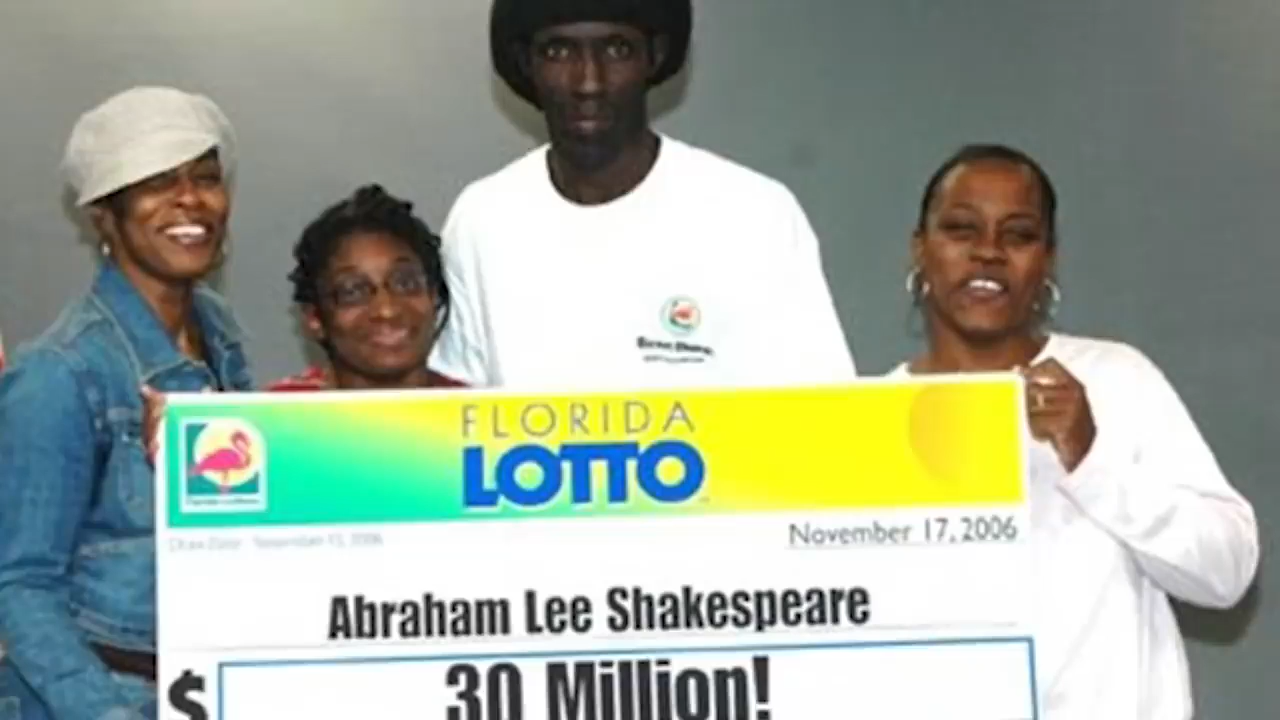 FLORIDA
LOTTO
November 17, 2006
Abraham Lee Shakespeare
$ 30 Million!